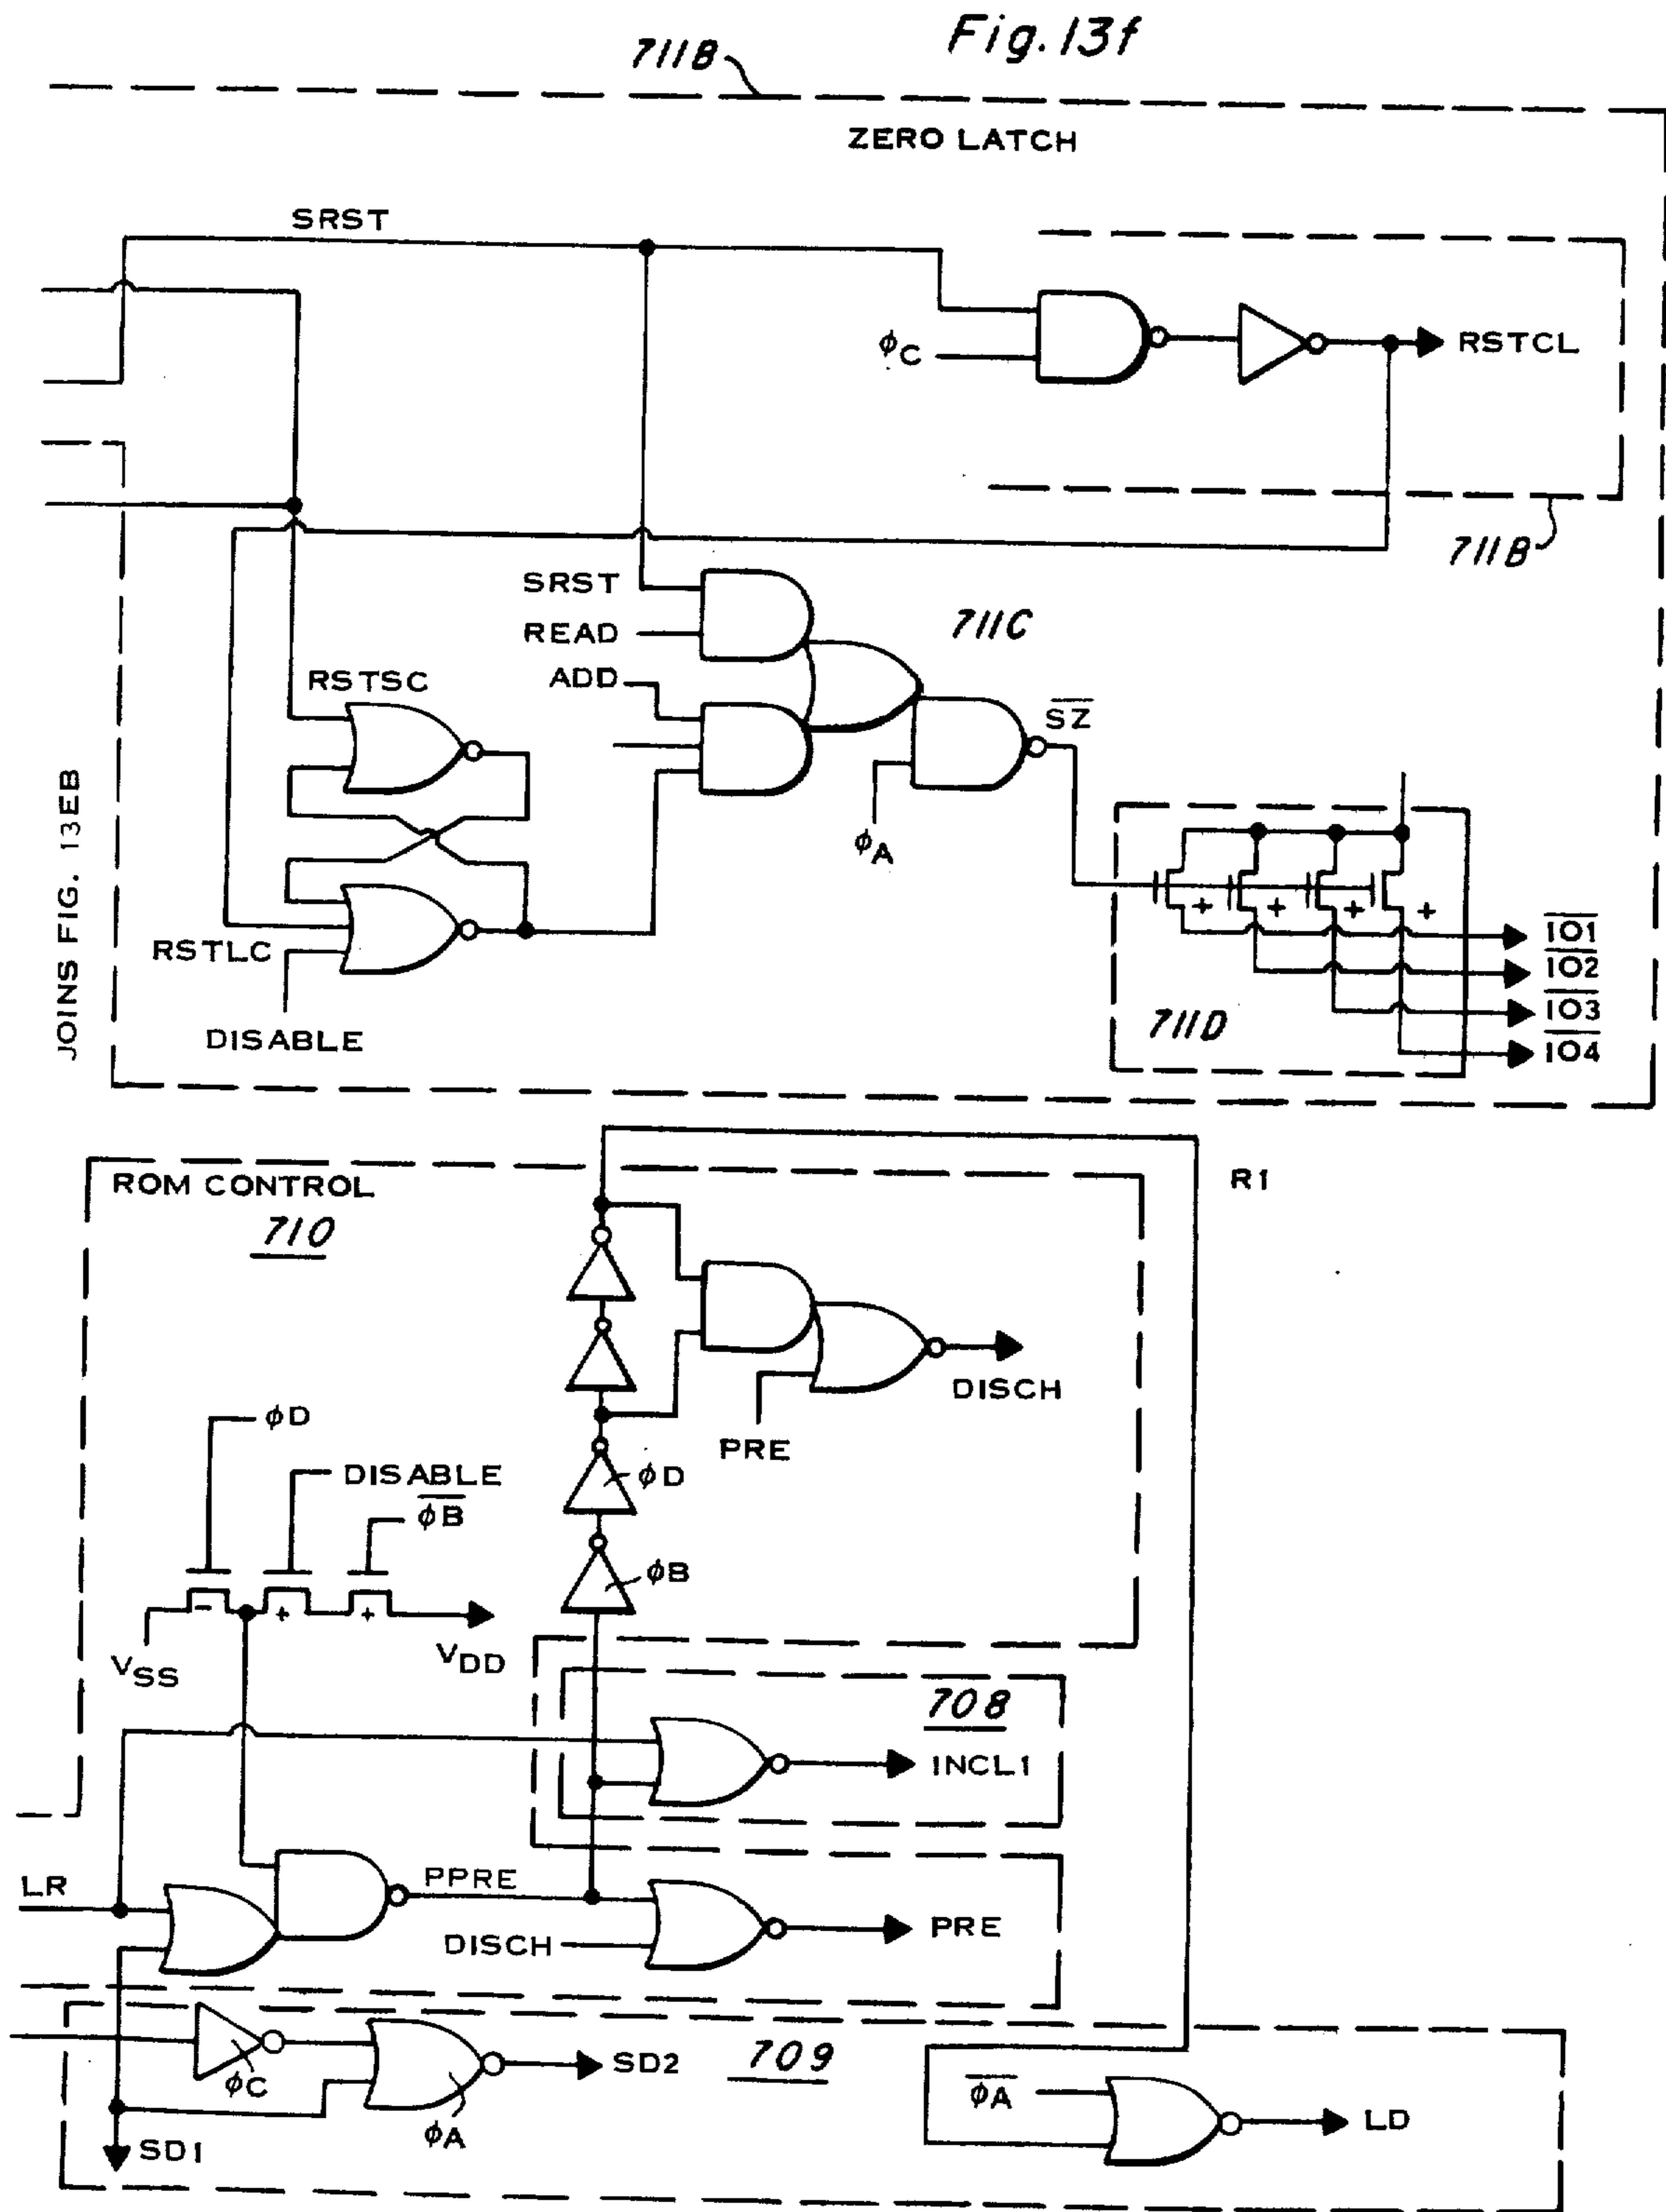 Fig. 13f
711B
ZERO LATCH
SRST
φC
RSTCL
711B
SRST
READ
711C
ADD
RSTSC
SZ
φA
JOINS FIG. 13EB
RSTLC
DISABLE
711D
IO1
IO2
IO3
IO4
ROM CONTROL
710
R1
DISCH
PRE
φD
DISABLE
φB
φD
φB
VSS
VDD
708
INCL1
LR
PPRE
DISCH
PRE
φC
SD2
709
φA
φA
LD
SD1